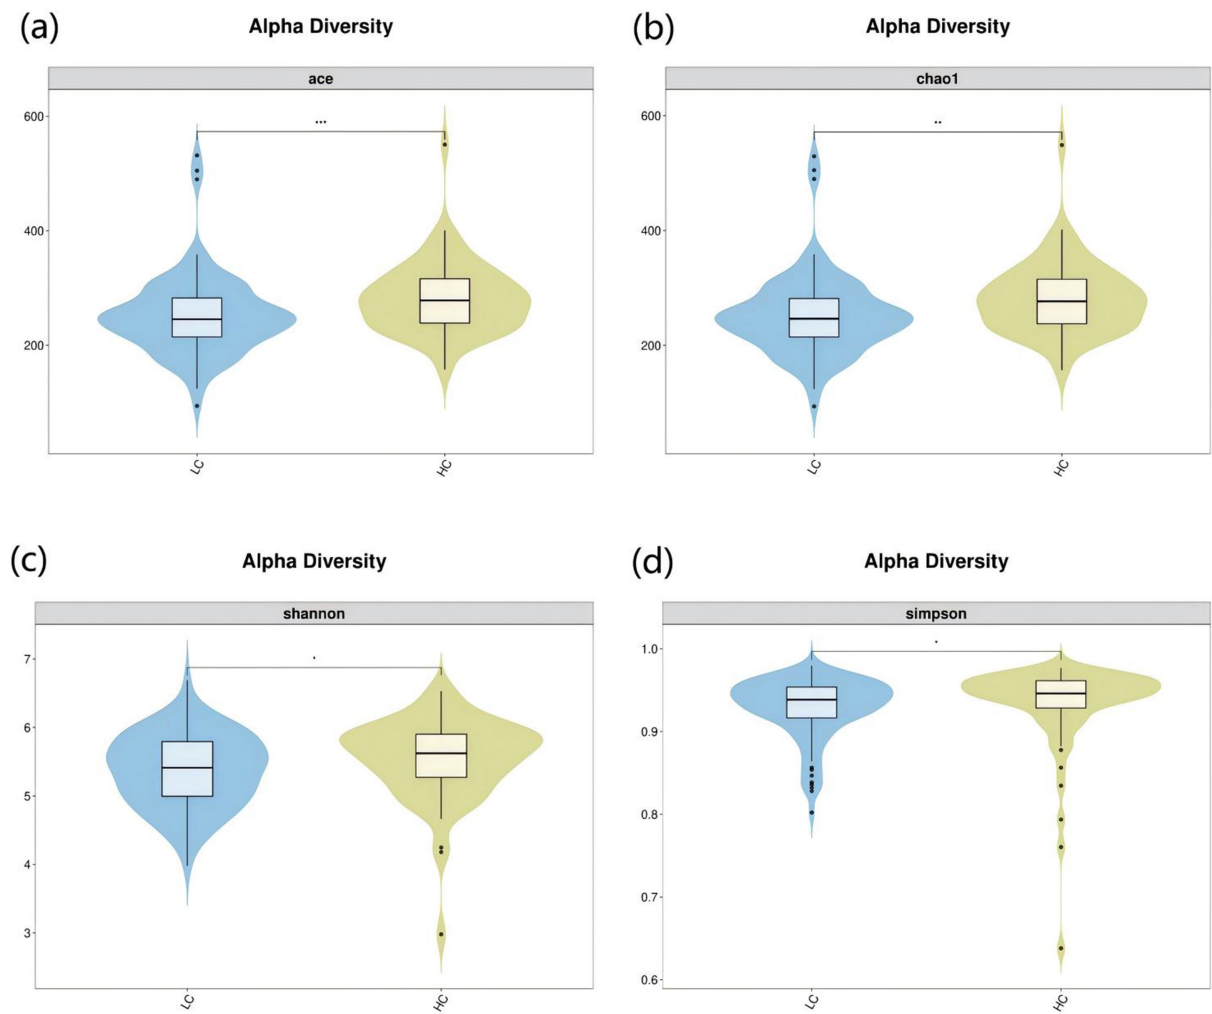 (a)
Alpha Diversity
ace
***
600
400
200
LC
HC
(b)
Alpha Diversity
chao1
**
600
400
200
LC
HC
(c)
Alpha Diversity
shannon
*
7
6
5
4
3
LC
HC
(d)
Alpha Diversity
simpson
*
1.0
0.9
0.8
0.7
0.6
LC
HC